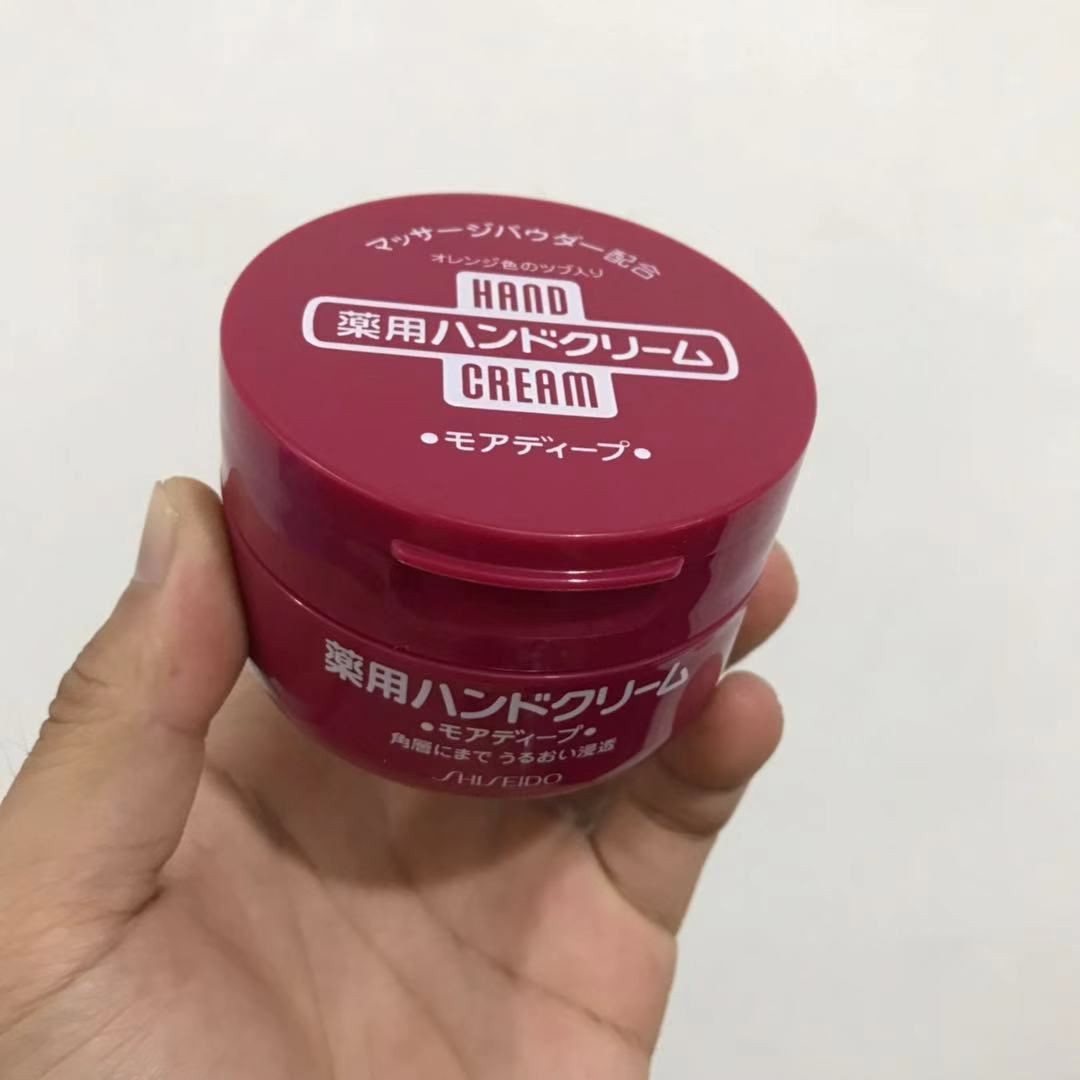 マッサージパウダー配合
オレンジ色のツブ入り
HAND
薬用ハンドクリーム
CREAM
•モアディープ•
薬用ハンドクリーム
•モアディープ•
角層にまで うるおい浸透
SHISEIDO